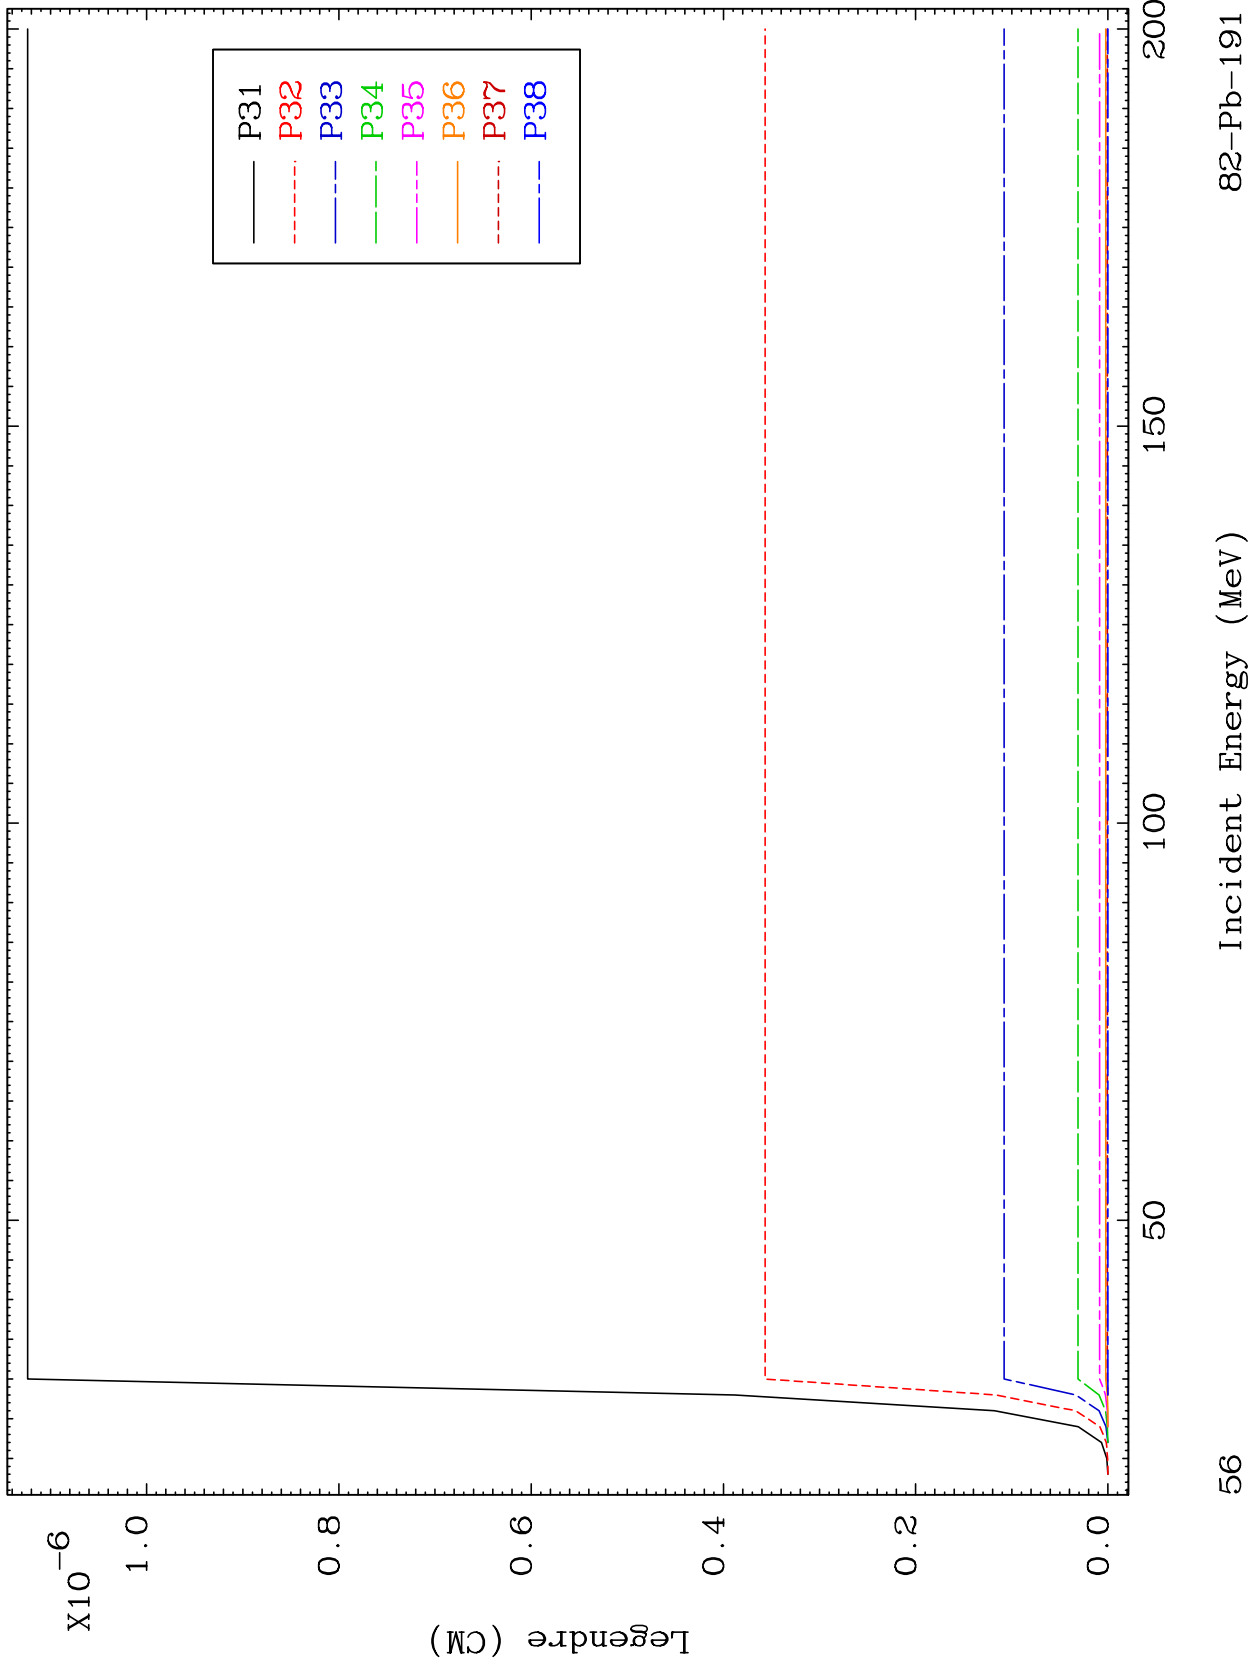 X10-6
1.0
0.8
0.6
0.4
0.2
0.0
Legendre (CM)
P31
P32
P33
P34
P35
P36
P37
P38
50
100
150
200
Incident Energy (MeV)
56
82-Pb-191